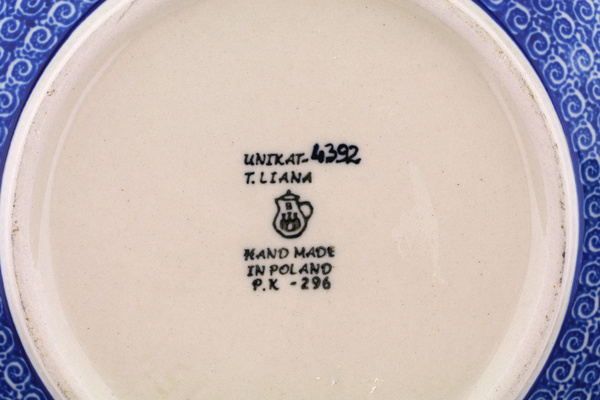 UNIKAT-4392
T. LIANA
HAND MADE
IN POLAND
P.K - 296